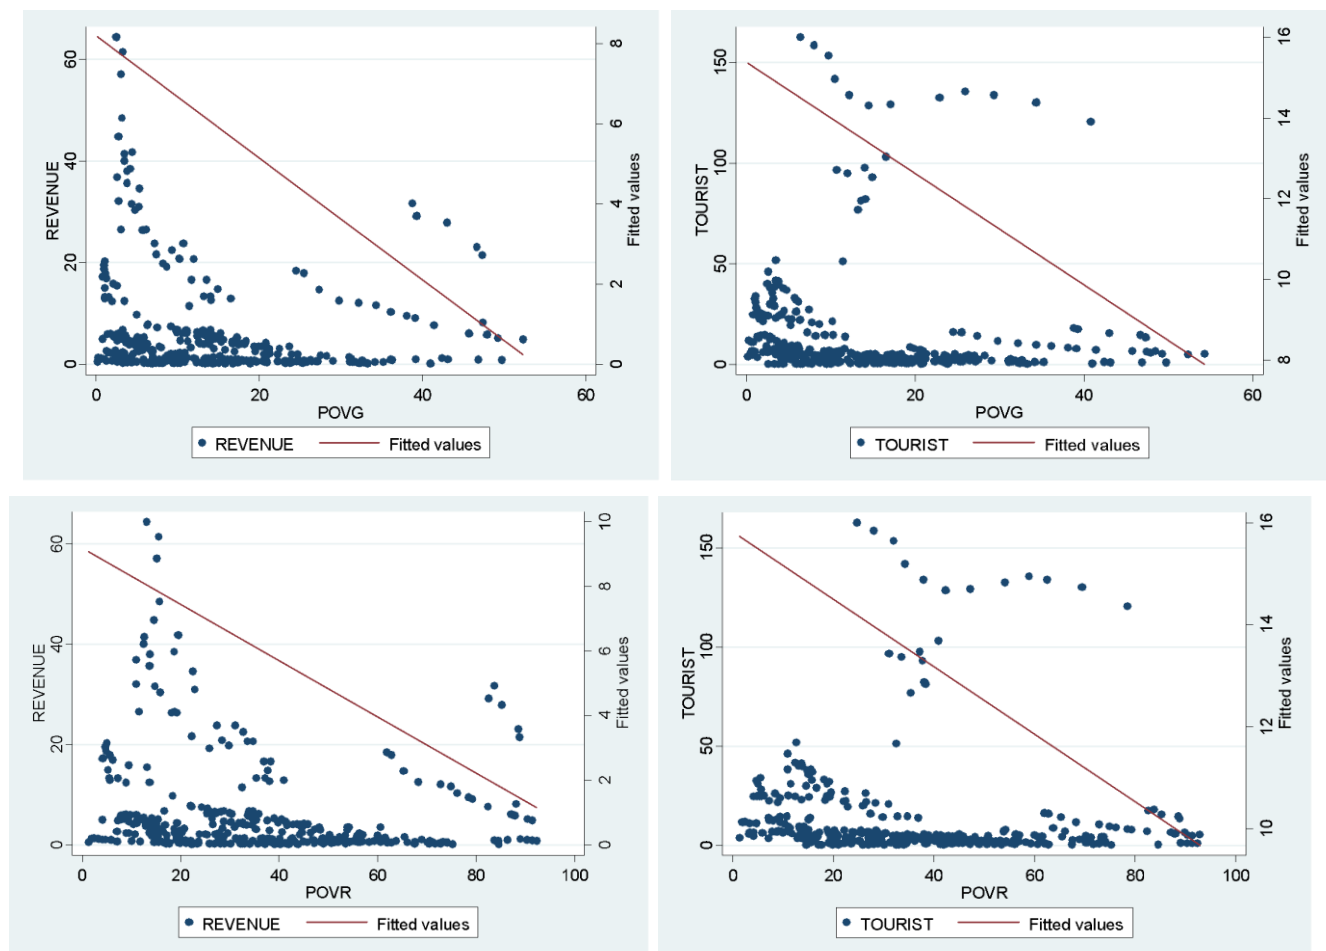 REVENUE
0 20 40 60
Fitted values
0 2 4 6 8
0 20 40 60
POVG
REVENUE Fitted values
TOURIST
0 50 100 150
Fitted values
8 10 12 14 16
0 20 40 60
POVG
TOURIST Fitted values
REVENUE
0 20 40 60
Fitted values
0 2 4 6 8 10
0 20 40 60 80 100
POVR
REVENUE Fitted values
TOURIST
0 50 100 150
Fitted values
10 12 14 16
0 20 40 60 80 100
POVR
TOURIST Fitted values